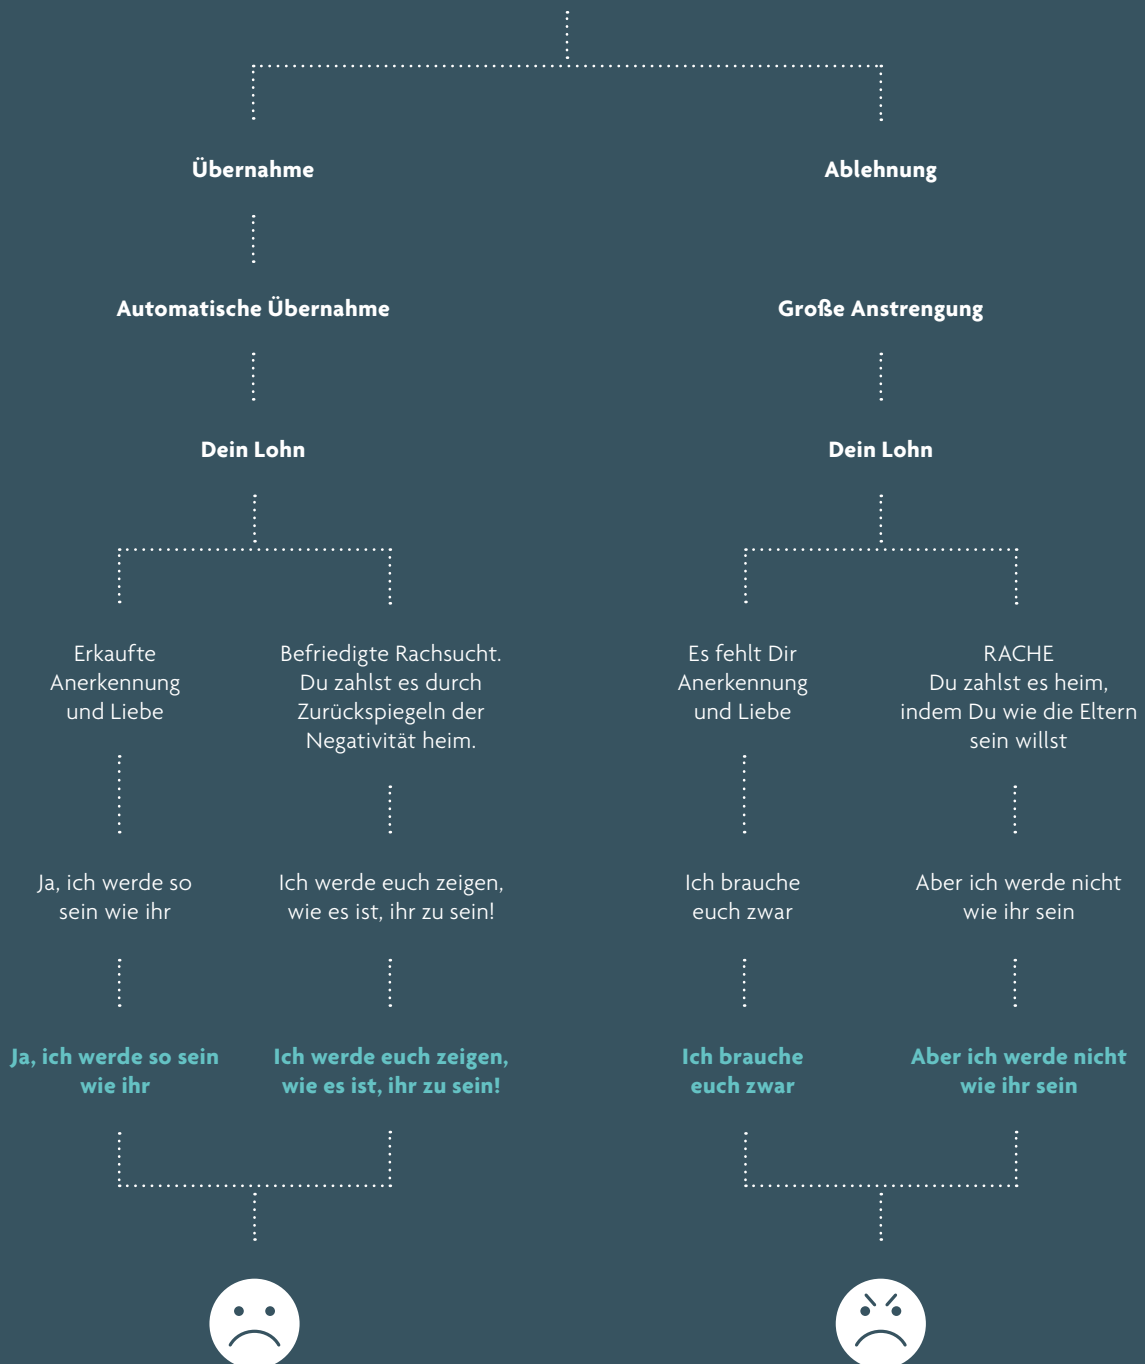 Übernahme
Ablehnung
Automatische Übernahme
Große Anstrengung
Dein Lohn
Dein Lohn
Erkaufte
Anerkennung
und Liebe
Befriedigte Rachsucht.
Du zahlst es durch
Zurückspiegeln der
Negativität heim.
Es fehlt Dir
Anerkennung
und Liebe
RACHE
Du zahlst es heim,
indem Du wie die Eltern
sein willst
Ja, ich werde so
sein wie ihr
Ich werde euch zeigen,
wie es ist, ihr zu sein!
Ich brauche
euch zwar
Aber ich werde nicht
wie ihr sein
Ja, ich werde so sein
wie ihr
Ich werde euch zeigen,
wie es ist, ihr zu sein!
Ich brauche
euch zwar
Aber ich werde nicht
wie ihr sein